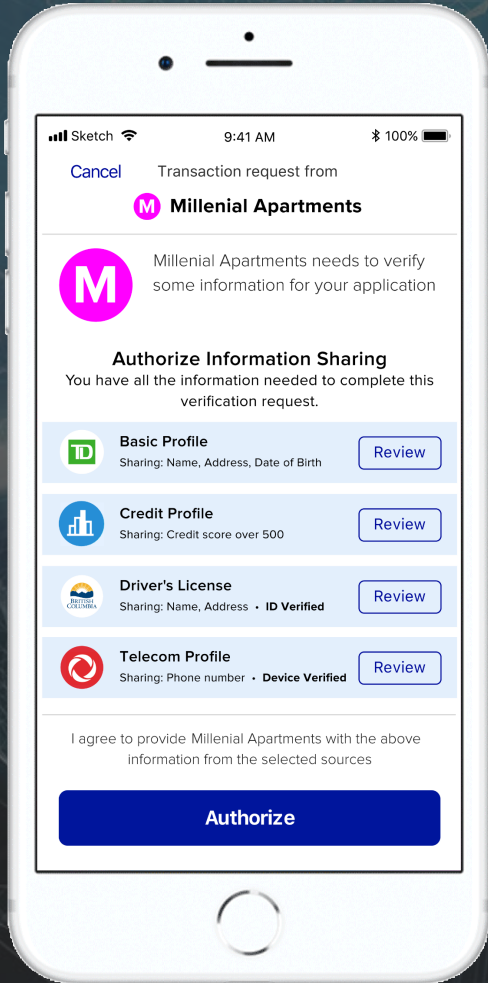 Sketch 9:41 AM 100%
Cancel Transaction request from
M Millenial Apartments
M
Millenial Apartments needs to verify
some information for your application
Authorize Information Sharing
You have all the information needed to complete this
verification request.
TD
Basic Profile
Sharing: Name, Address, Date of Birth
Review
Credit Profile
Sharing: Credit score over 500
Review
BRITISH
COLUMBIA
Driver's License
Sharing: Name, Address • ID Verified
Review
Telecom Profile
Sharing: Phone number • Device Verified
Review
I agree to provide Millenial Apartments with the above
information from the selected sources
Authorize